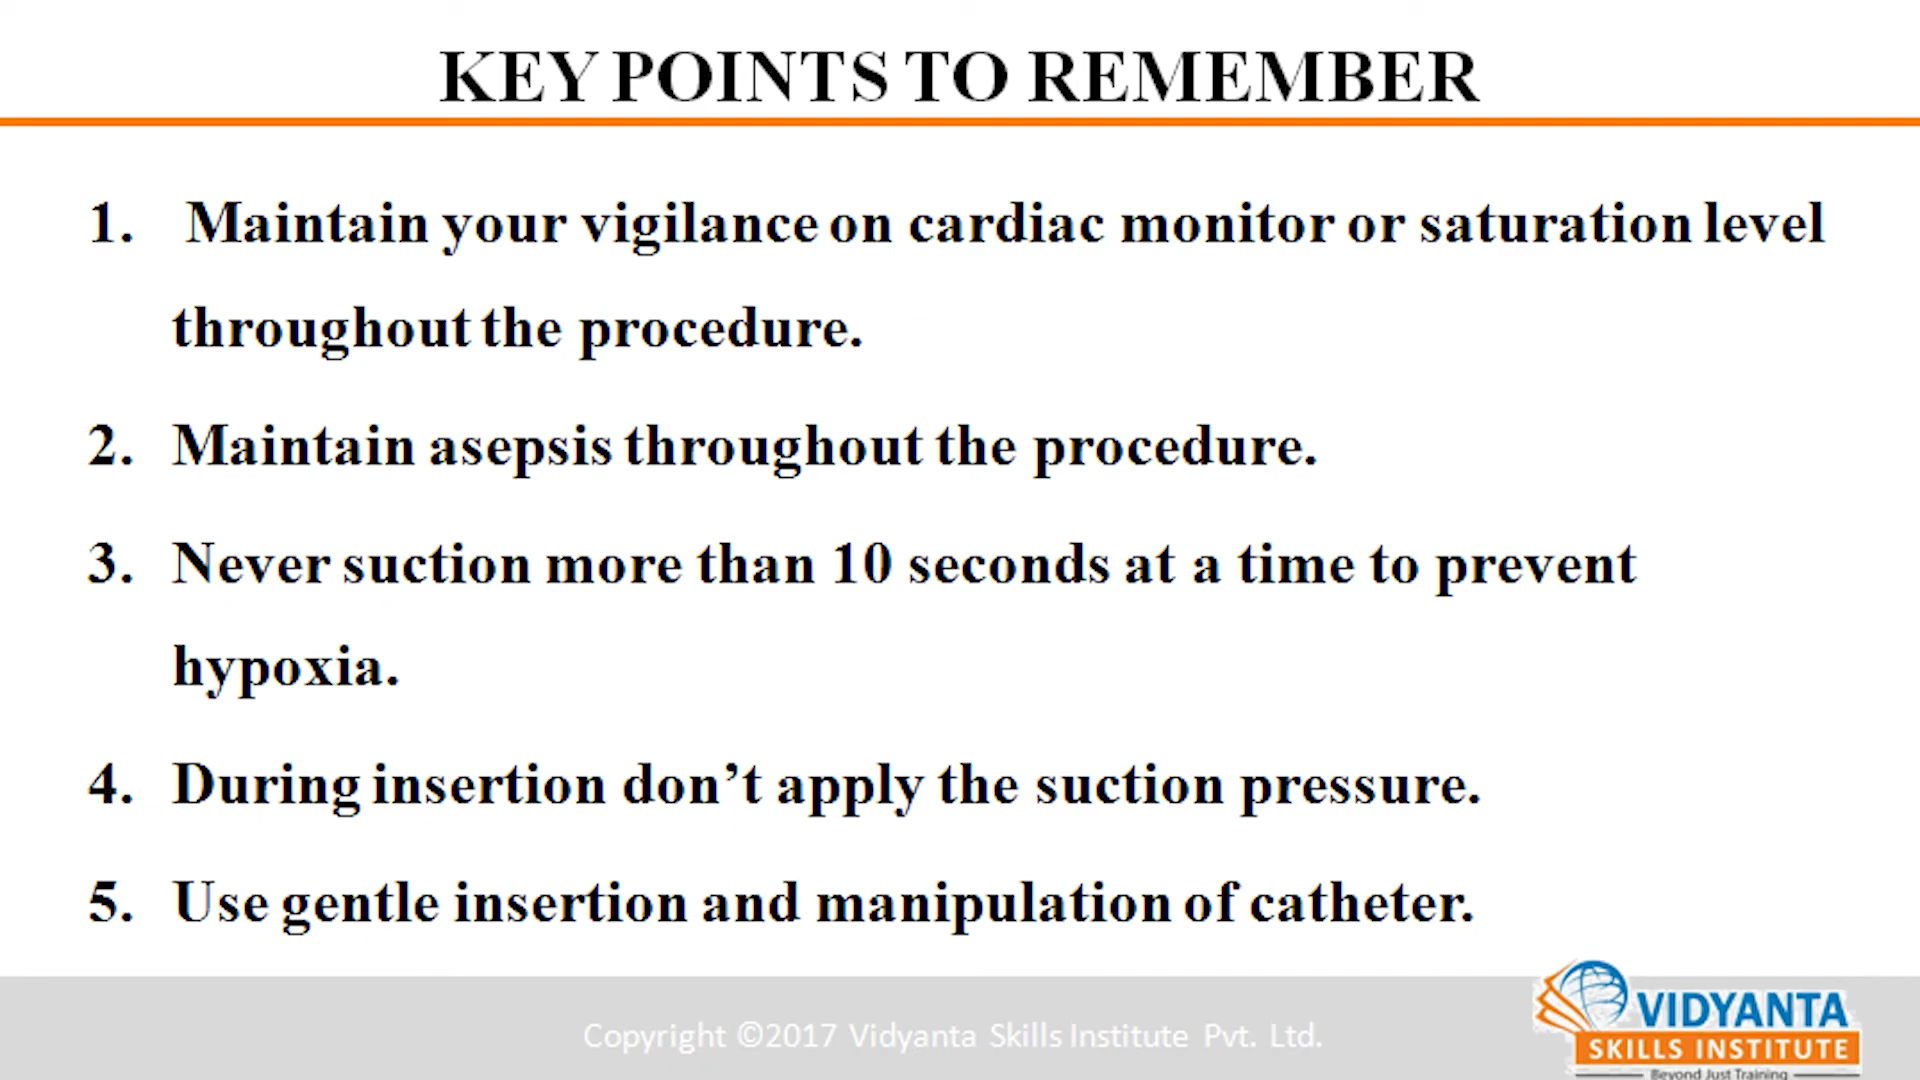 KEY POINTS TO REMEMBER
1. Maintain your vigilance on cardiac monitor or saturation level
throughout the procedure.
2. Maintain asepsis throughout the procedure.
3. Never suction more than 10 seconds at a time to prevent
hypoxia.
4. During insertion don’t apply the suction pressure.
5. Use gentle insertion and manipulation of catheter.
Copyright ©2017 Vidyanta Skills Institute Pvt. Ltd.
VIDYANTA
SKILLS INSTITUTE
Beyond Just Training